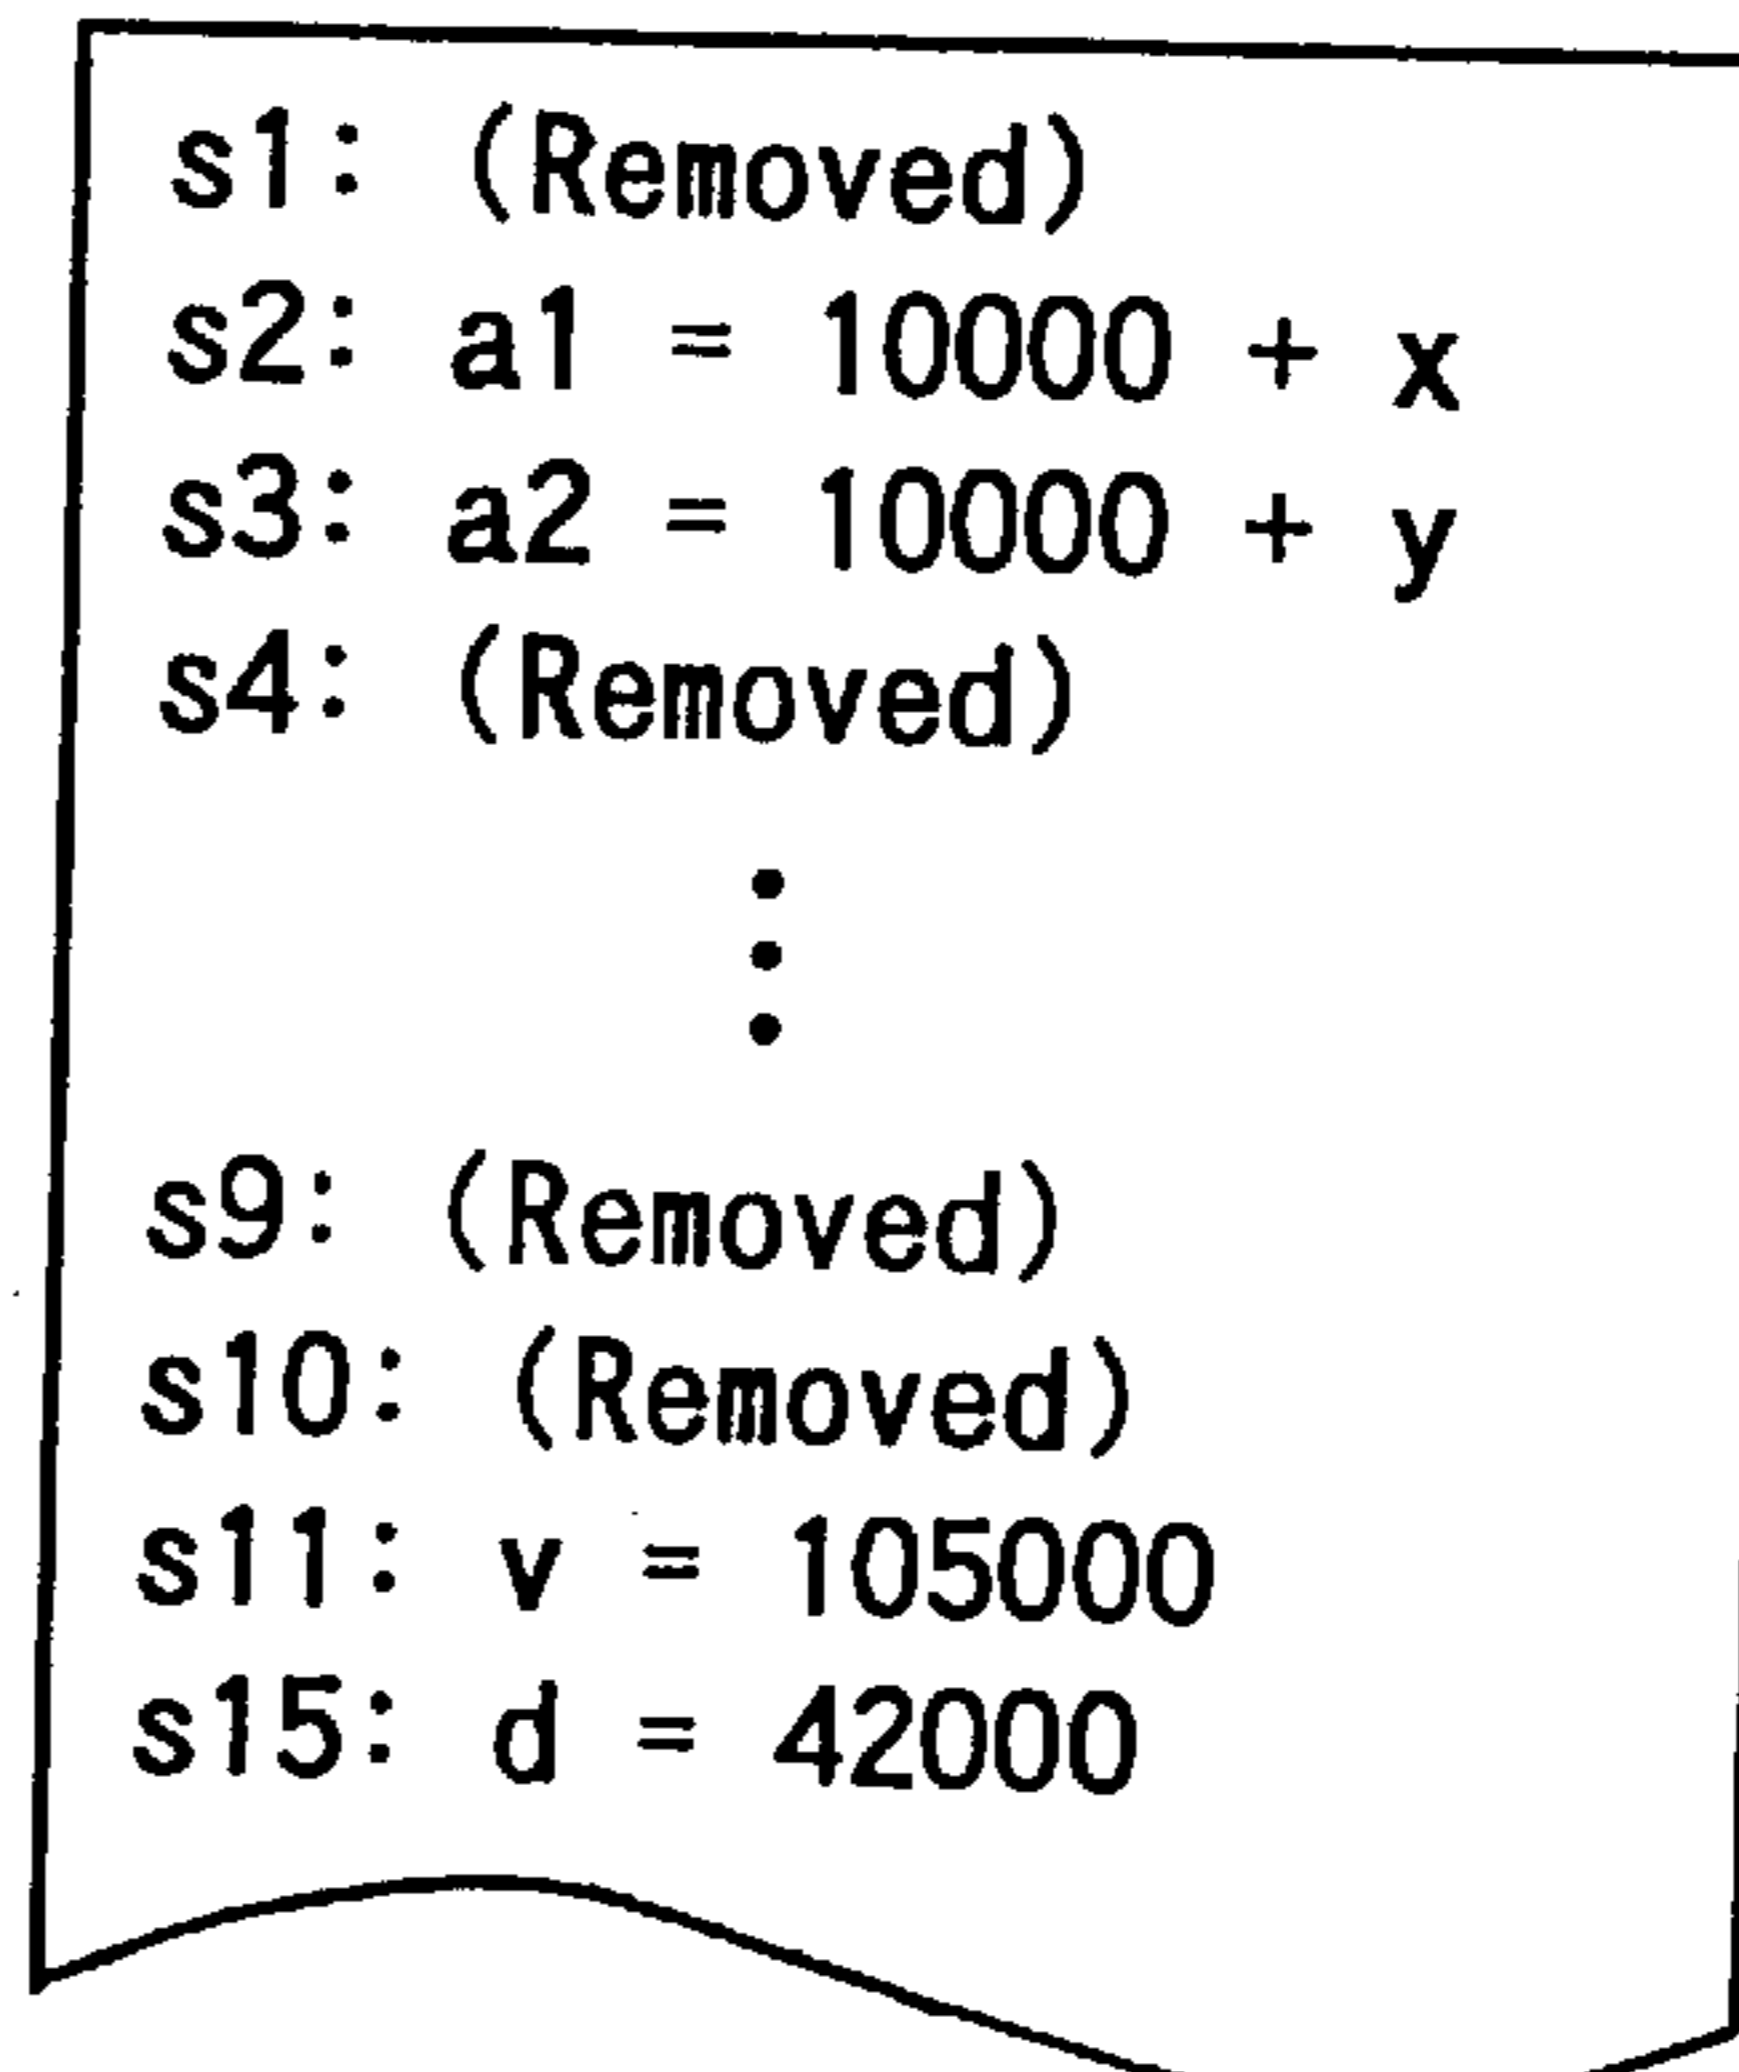 s1: (Removed)
s2: a1 = 10000 + x
s3: a2 = 10000 + y
s4: (Removed)
s9: (Removed)
s10: (Removed)
s11: v = 105000
s15: d = 42000